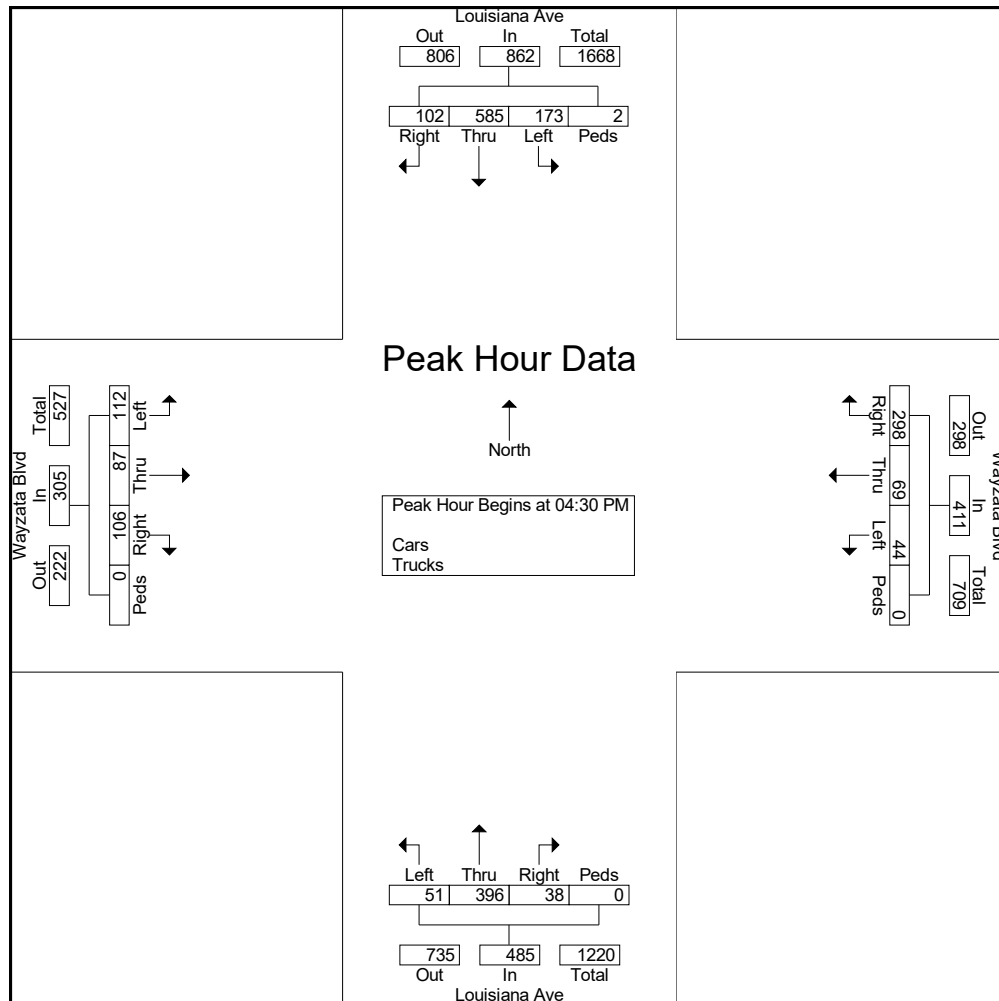 Louisiana Ave
Out In Total
806 862 1668
102 585 173 2
Right Thru Left Peds
Peak Hour Data
North
Peak Hour Begins at 04:30 PM
Cars
Trucks
Wayzata Blvd
Total In Out
527 305 222
112 87 106 0
Left Thru Right Peds
Wayzata Blvd
Out In Total
298 411 709
298 69 44 0
Right Thru Left Peds
Left Thru Right Peds
51 396 38 0
735 485 1220
Out In Total
Louisiana Ave